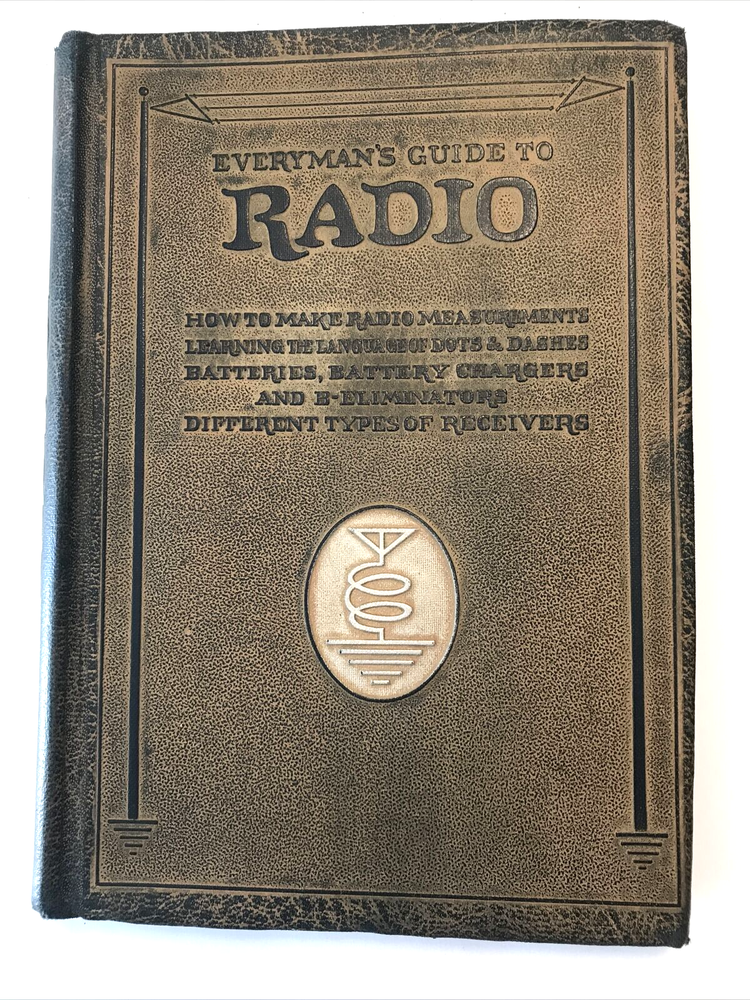 EVERYMAN'S GUIDE TO
RADIO
HOW TO MAKE RADIO MEASUREMENTS
LEARNING THE LANGUAGE OF DOTS & DASHES
BATTERIES, BATTERY CHARGERS
AND B-ELIMINATORS
DIFFERENT TYPES OF RECEIVERS